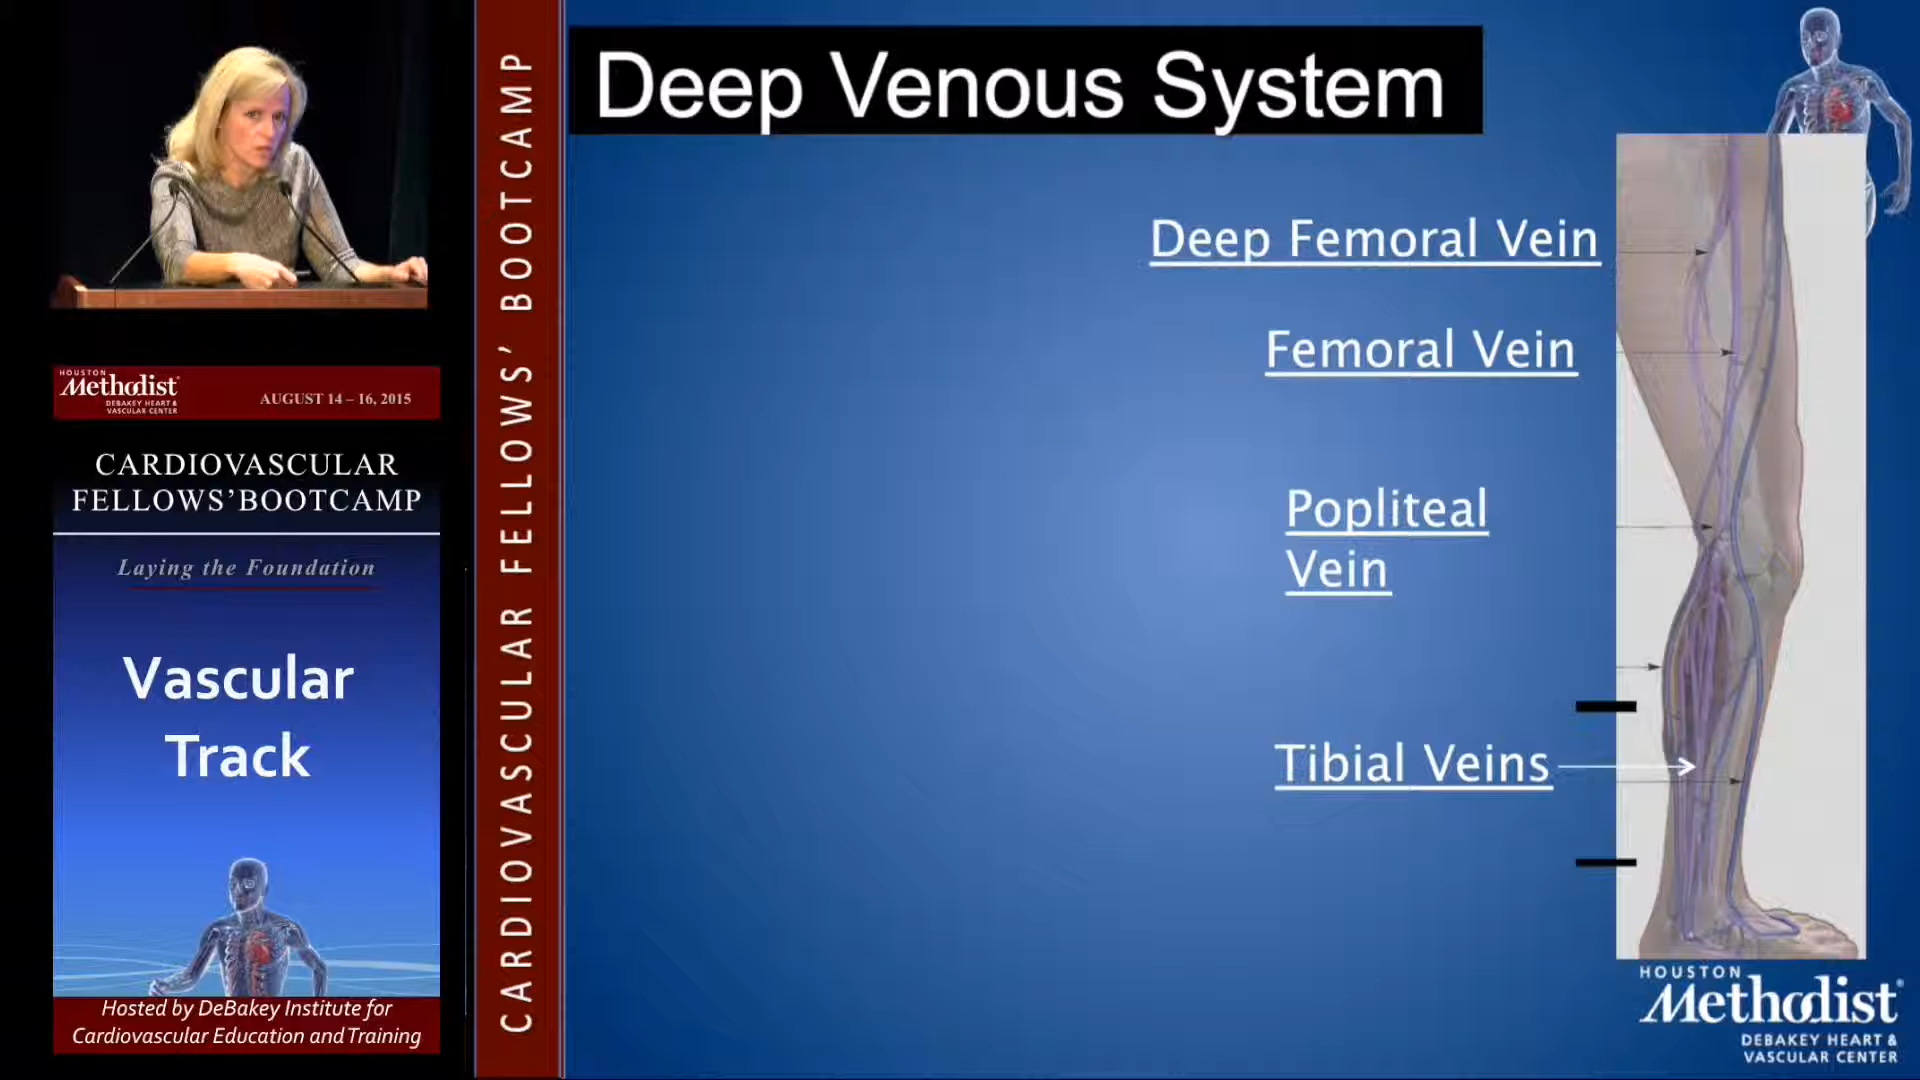 HOUSTON
Methodist
DEBAKEY HEART &
VASCULAR CENTER
AUGUST 14 – 16, 2015
CARDIOVASCULAR
FELLOWS’BOOTCAMP
Laying the Foundation
Vascular
Track
Hosted by DeBakey Institute for
Cardiovascular Education and Training
CARDIOVASCULAR FELLOWS’ BOOTCAMP
Deep Venous System
Deep Femoral Vein
Femoral Vein
Popliteal
Vein
Tibial Veins
HOUSTON
Methodist
DEBAKEY HEART &
VASCULAR CENTER